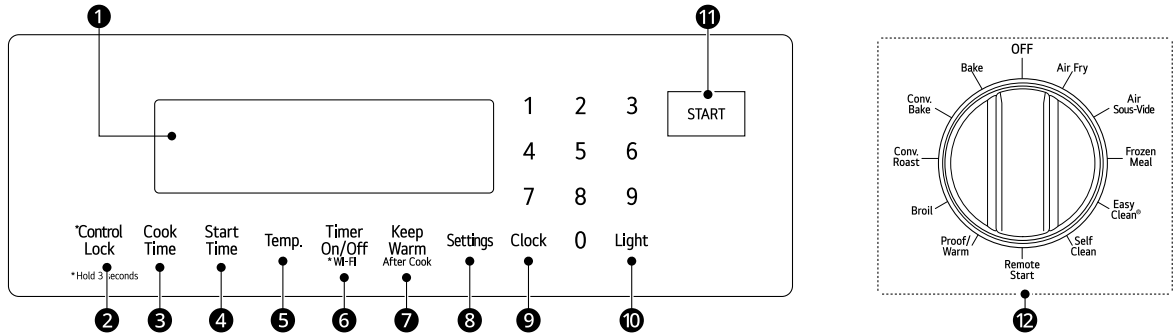 1
11
1 2 3
START
4 5 6
7 8 9
*Control
Lock
*Hold 3 seconds
Cook
Time
Start
Time
Temp.
Timer
On/Off
*Wi-Fi
Keep
Warm
After Cook
Settings
Clock
0
Light
2 3 4 5 6 7 8 9 10
OFF
Bake
Air Fry
Conv.
Bake
Air
Sous-Vide
Conv.
Roast
Frozen
Meal
Broil
Easy
Clean®
Proof/
Warm
Self
Clean
Remote
Start
12